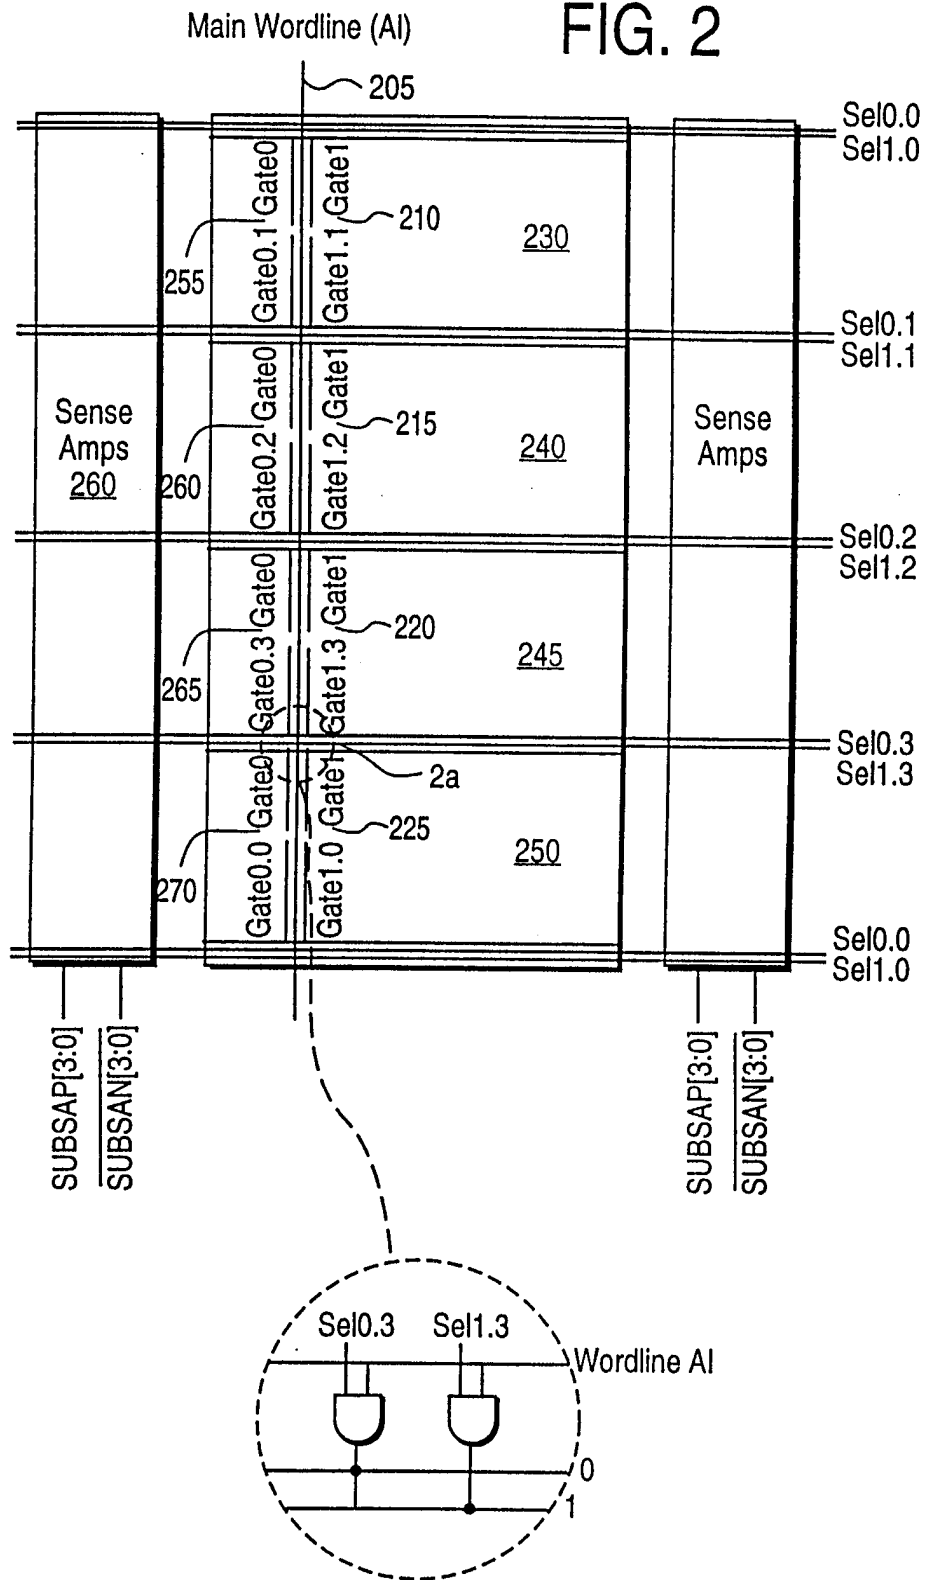 FIG. 2
Main Wordline (Al)
205
Sel0.0
Sel1.0
Gate0
Gate1
255
210
230
Gate0.1
Gate1.1
Sel0.1
Sel1.1
Gate0
Gate1
Sense
Amps
260
260
215
240
Sense
Amps
Gate0.2
Gate1.2
Sel0.2
Sel1.2
Gate0
Gate1
265
220
245
Gate0.3
Gate1.3
Sel0.3
Sel1.3
2a
Gate0
Gate1
270
225
250
Gate0.0
Gate1.0
Sel0.0
Sel1.0
SUBSAP[3:0]
SUBSAN[3:0]
SUBSAP[3:0]
SUBSAN[3:0]
Sel0.3 Sel1.3
Wordline Al
0
1